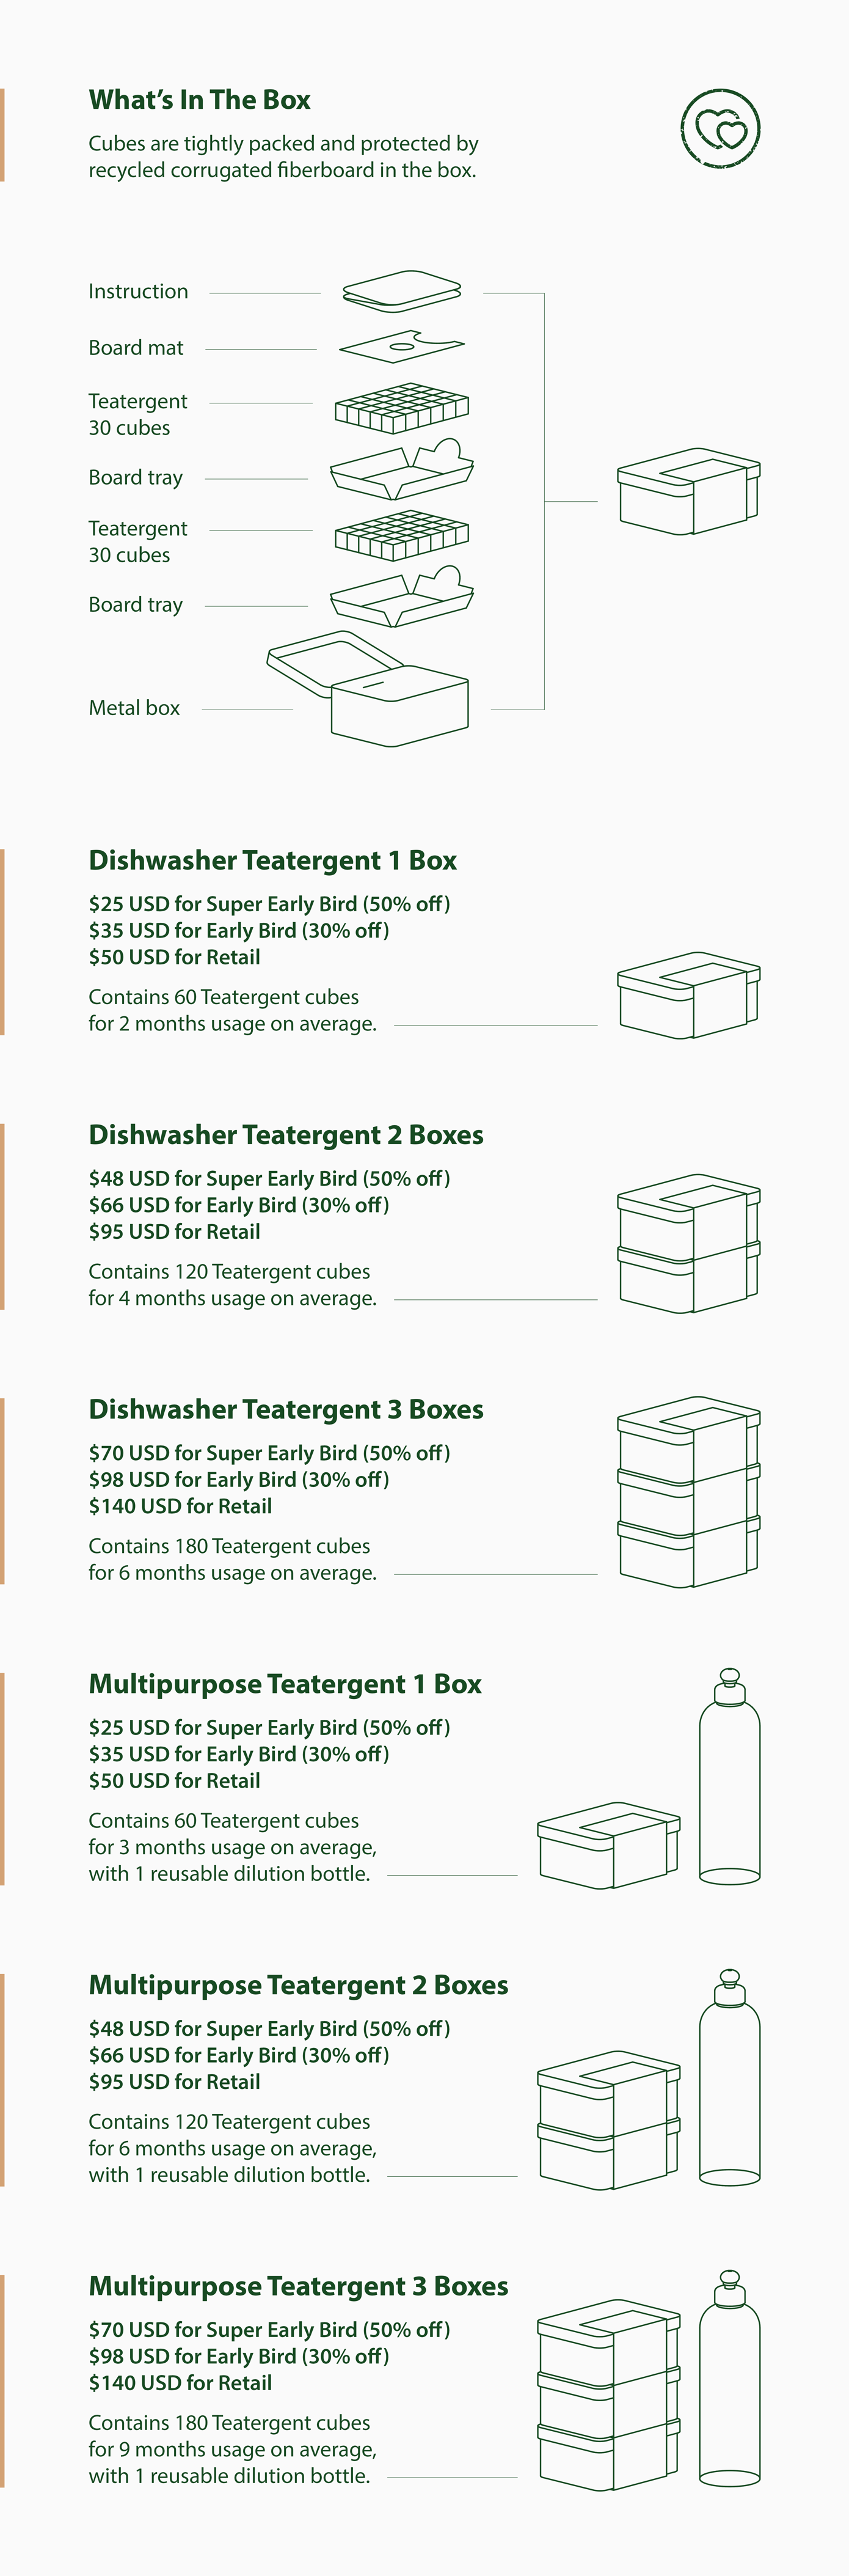 What’s In The Box
Cubes are tightly packed and protected by
recycled corrugated fiberboard in the box.
Instruction
Board mat
Teatergent
30 cubes
Board tray
Teatergent
30 cubes
Board tray
Metal box
Dishwasher Teatergent 1 Box
$25 USD for Super Early Bird (50% off)
$35 USD for Early Bird (30% off)
$50 USD for Retail
Contains 60 Teatergent cubes
for 2 months usage on average.
Dishwasher Teatergent 2 Boxes
$48 USD for Super Early Bird (50% off)
$66 USD for Early Bird (30% off)
$95 USD for Retail
Contains 120 Teatergent cubes
for 4 months usage on average.
Dishwasher Teatergent 3 Boxes
$70 USD for Super Early Bird (50% off)
$98 USD for Early Bird (30% off)
$140 USD for Retail
Contains 180 Teatergent cubes
for 6 months usage on average.
Multipurpose Teatergent 1 Box
$25 USD for Super Early Bird (50% off)
$35 USD for Early Bird (30% off)
$50 USD for Retail
Contains 60 Teatergent cubes
for 3 months usage on average,
with 1 reusable dilution bottle.
Multipurpose Teatergent 2 Boxes
$48 USD for Super Early Bird (50% off)
$66 USD for Early Bird (30% off)
$95 USD for Retail
Contains 120 Teatergent cubes
for 6 months usage on average,
with 1 reusable dilution bottle.
Multipurpose Teatergent 3 Boxes
$70 USD for Super Early Bird (50% off)
$98 USD for Early Bird (30% off)
$140 USD for Retail
Contains 180 Teatergent cubes
for 9 months usage on average,
with 1 reusable dilution bottle.